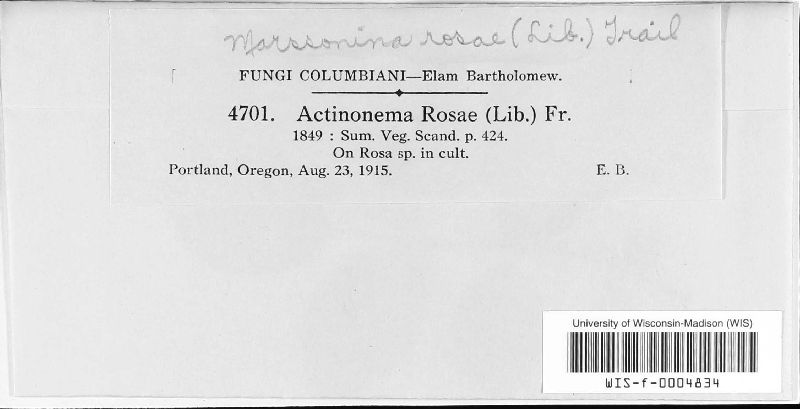 Marssonina rosae (Lib.) Trail
FUNGI COLUMBIANI—Elam Bartholomew.
4701. Actinonema Rosae (Lib.) Fr.
1849 : Sum. Veg. Scand. p. 424.
On Rosa sp. in cult.
Portland, Oregon, Aug. 23, 1915. E. B.
University of Wisconsin-Madison (WIS)
WIS-f-0004834